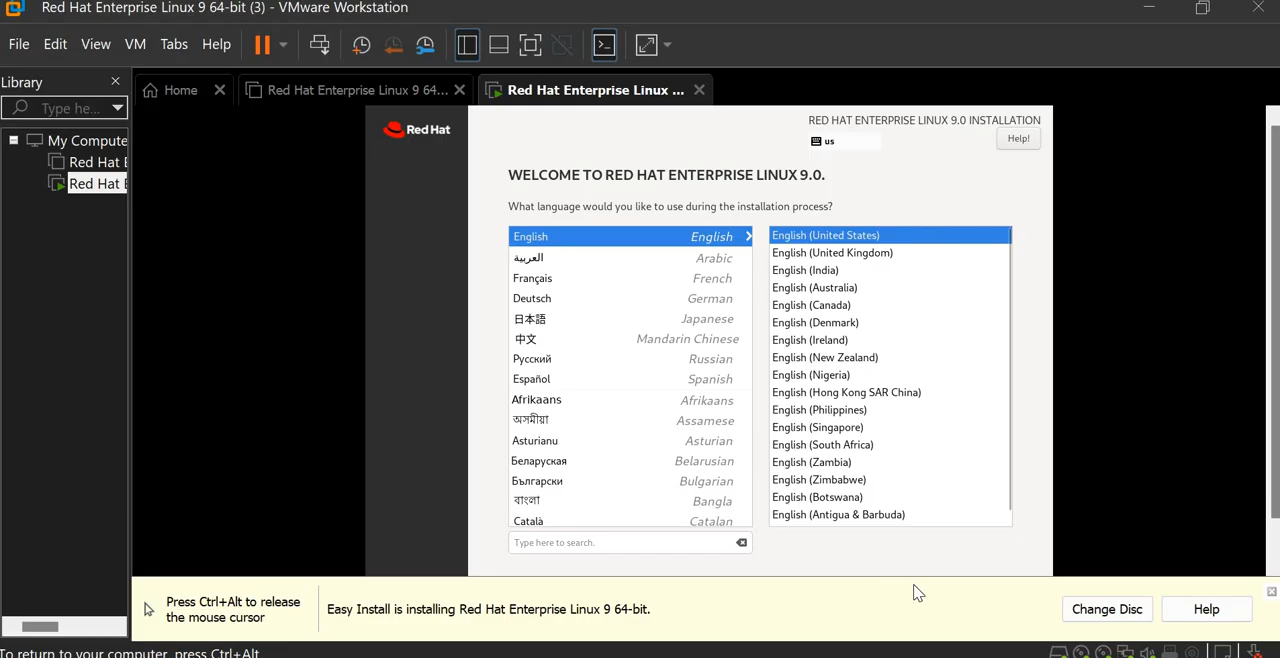 Red Hat Enterprise Linux 9 64-bit (3) - VMware Workstation
File Edit View VM Tabs Help
Library
Type he...
My Compute
Red Hat E
Red Hat E
Home
Red Hat Enterprise Linux 9 64...
Red Hat Enterprise Linux ...
Red Hat
RED HAT ENTERPRISE LINUX 9.0 INSTALLATION
us
Help!
WELCOME TO RED HAT ENTERPRISE LINUX 9.0.
What language would you like to use during the installation process?
English English
العربية Arabic
Français French
Deutsch German
日本語 Japanese
中文 Mandarin Chinese
Русский Russian
Español Spanish
Afrikaans Afrikaans
অসমীয়া Assamese
Asturianu Asturian
Беларуская Belarusian
Български Bulgarian
বাংলা Bangla
Català Catalan
Type here to search.
English (United States)
English (United Kingdom)
English (India)
English (Australia)
English (Canada)
English (Denmark)
English (Ireland)
English (New Zealand)
English (Nigeria)
English (Hong Kong SAR China)
English (Philippines)
English (Singapore)
English (South Africa)
English (Zambia)
English (Zimbabwe)
English (Botswana)
English (Antigua & Barbuda)
Press Ctrl+Alt to release
the mouse cursor
Easy Install is installing Red Hat Enterprise Linux 9 64-bit.
Change Disc
Help
To return to your computer, press Ctrl+Alt.